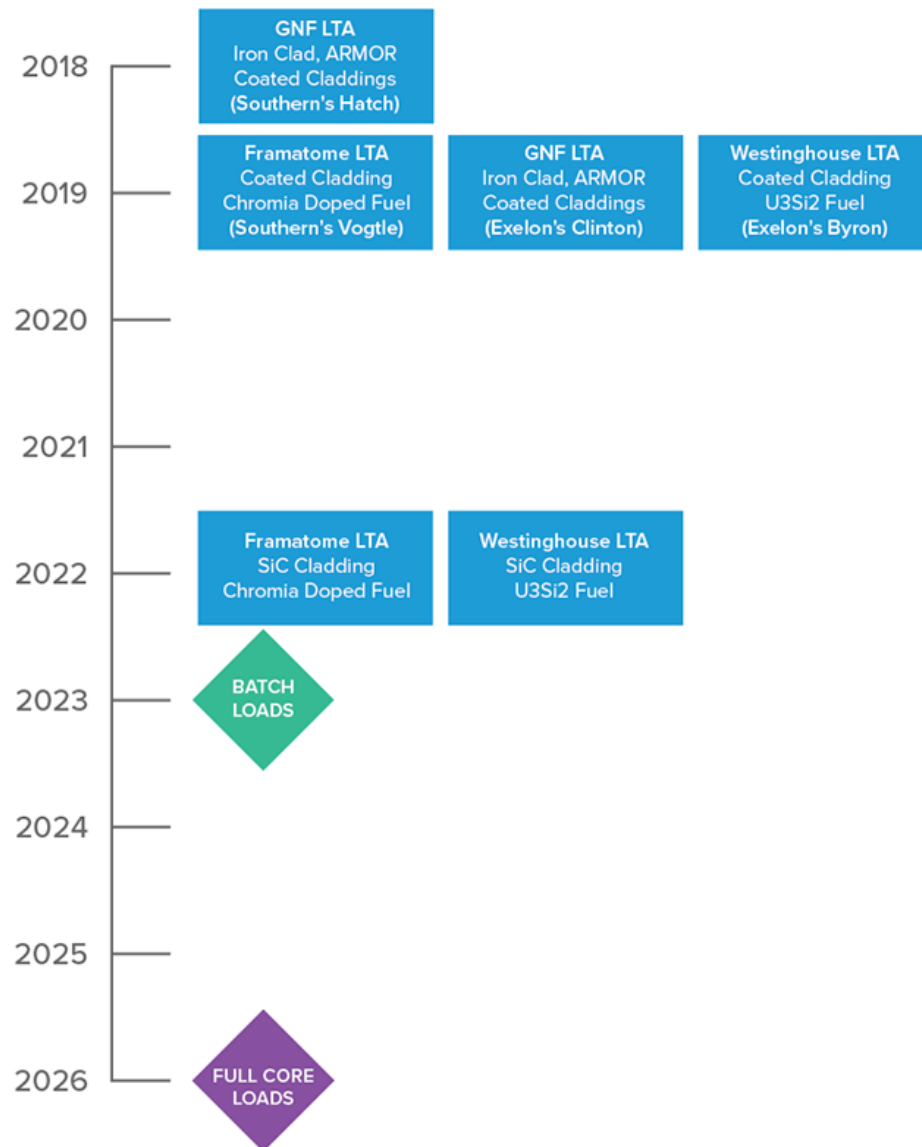 2018
GNF LTA
Iron Clad, ARMOR
Coated Claddings
(Southern's Hatch)
2019
Framatome LTA
Coated Cladding
Chromia Doped Fuel
(Southern's Vogtle)
GNF LTA
Iron Clad, ARMOR
Coated Claddings
(Exelon's Clinton)
Westinghouse LTA
Coated Cladding
U3Si2 Fuel
(Exelon's Byron)
2020
2021
2022
Framatome LTA
SiC Cladding
Chromia Doped Fuel
Westinghouse LTA
SiC Cladding
U3Si2 Fuel
2023
BATCH
LOADS
2024
2025
2026
FULL CORE
LOADS